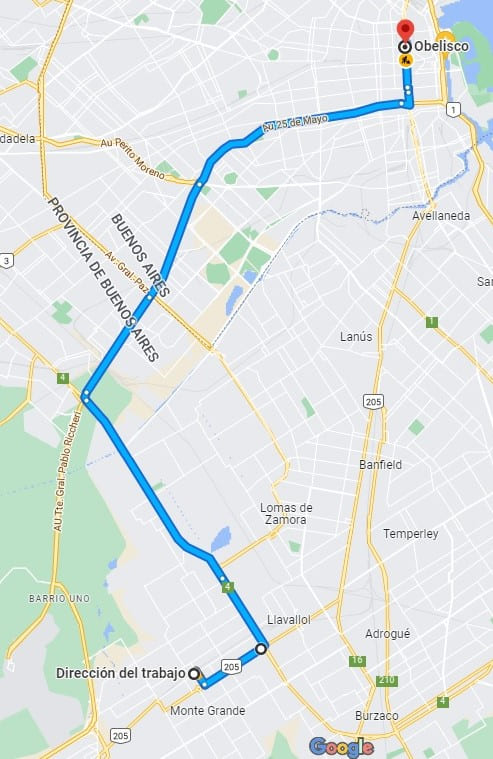 Obelisco
1
Au 25 de Mayo
dadela
Au Perito Moreno
Avellaneda
PROVINCIA DE BUENOS AIRES
BUENOS AIRES
3
Av. Gral. Paz
San
1
Lanús
4
205
AU Tte. Gral. Pablo Riccheri
Banfield
Lomas de
Zamora
Temperley
4
BARRIO UNO
Llavallol
Adrogué
16
205
Dirección del trabajo
210
4
Monte Grande
Burzaco
205
Google